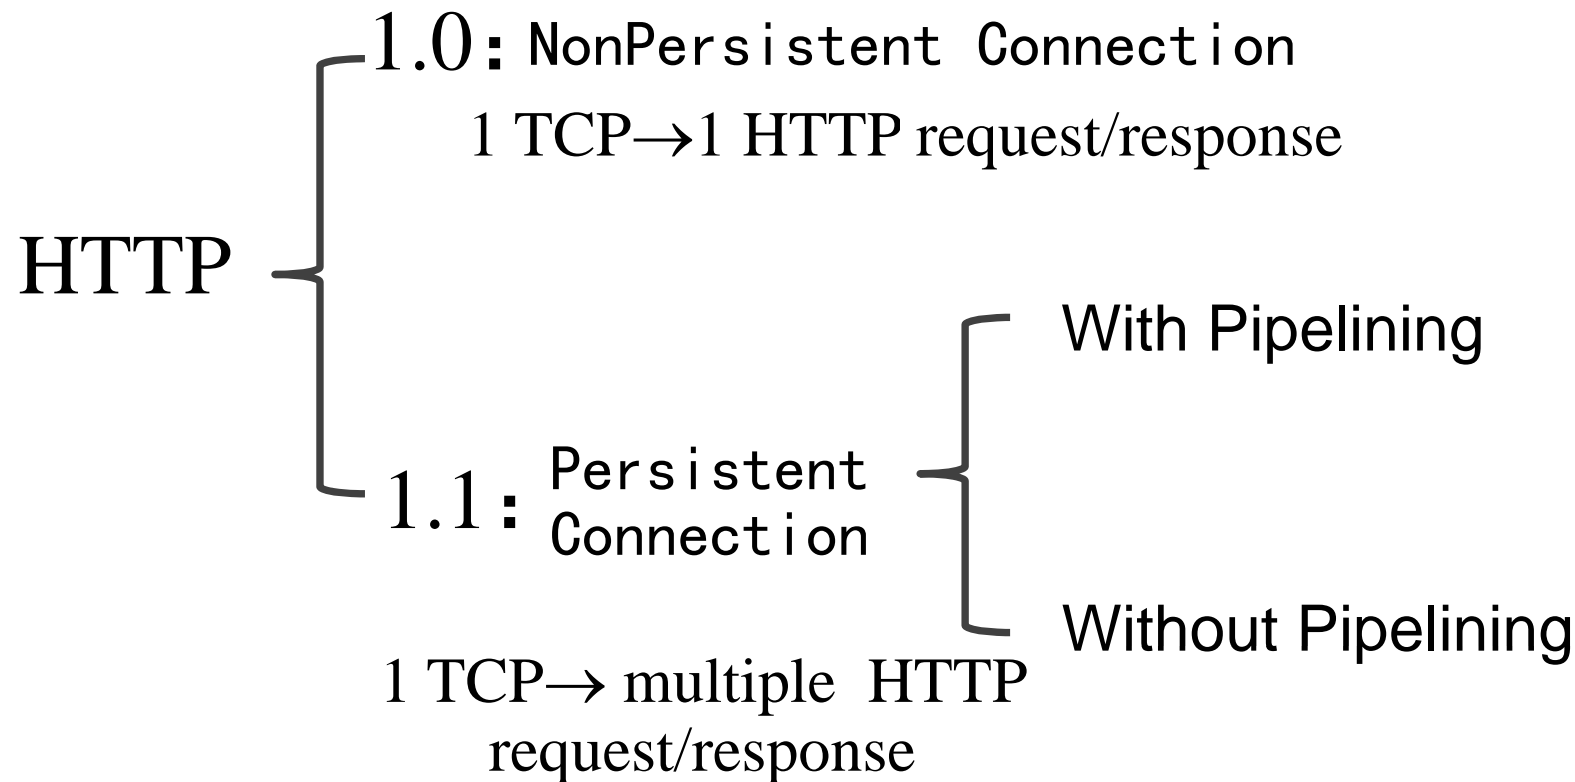 1.0：NonPersistent Connection
1 TCP→1 HTTP request/response
HTTP
With Pipelining
1.1：Persistent
Connection
Without Pipelining
1 TCP→ multiple HTTP
request/response